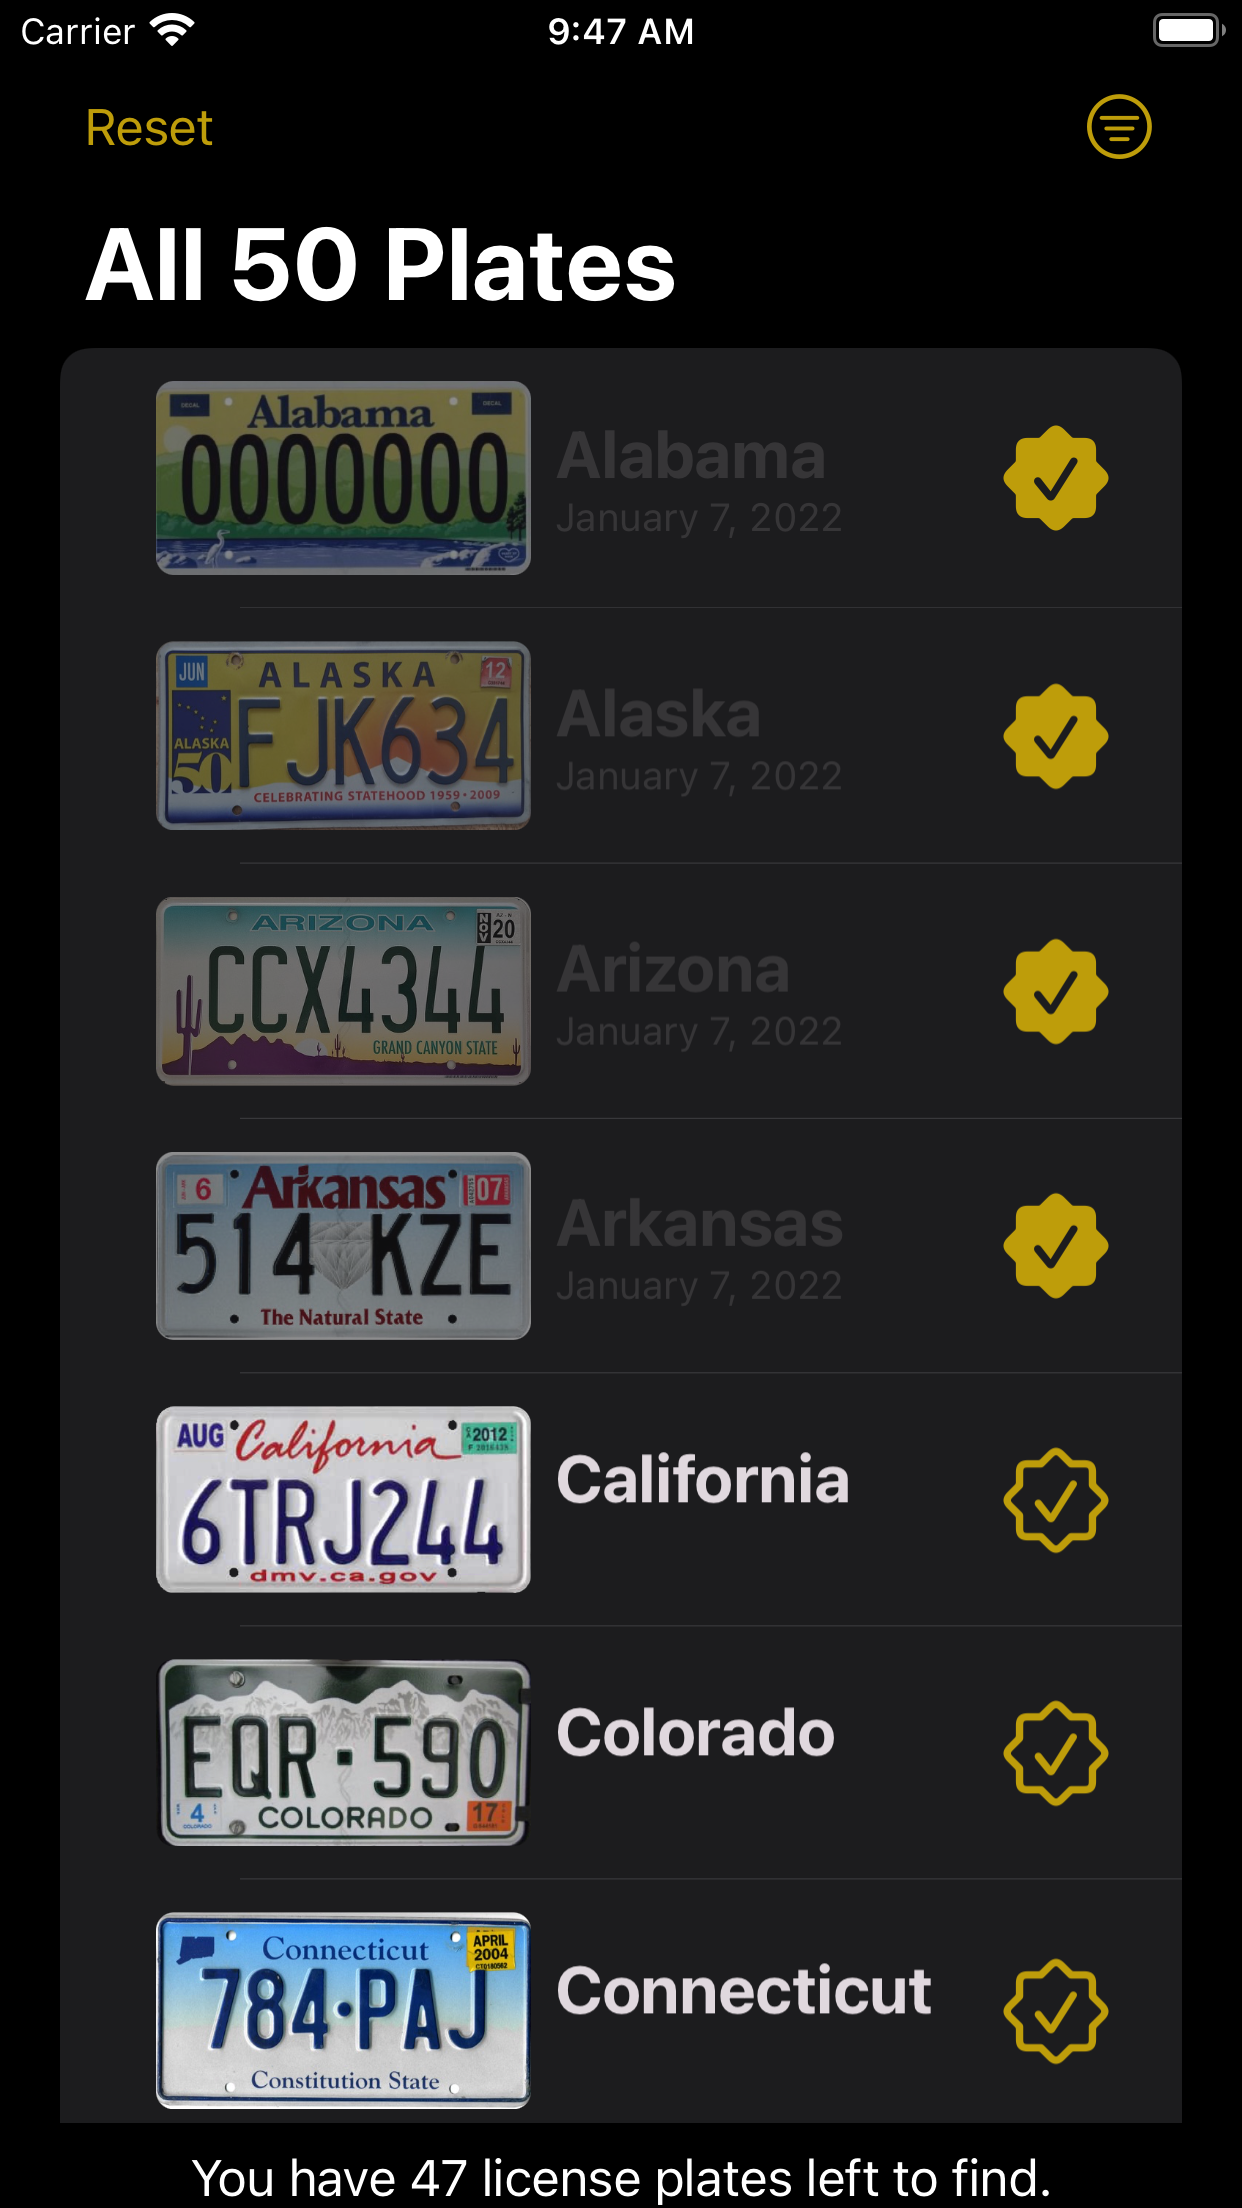 Carrier 9:47 AM
Reset
All 50 Plates
DECAL Alabama DECAL
0000000
Alabama
January 7, 2022
JUN ALASKA 12
FJK634
ALASKA
50
CELEBRATING STATEHOOD 1959•2009
Alaska
January 7, 2022
ARIZONA NOV 20
CCX4344
GRAND CANYON STATE
Arizona
January 7, 2022
6 Arkansas 07
514 KZE
The Natural State
Arkansas
January 7, 2022
AUG California 2012
6TRJ244
dmv.ca.gov
California
EQR·590
4 COLORADO 17
Colorado
Connecticut APRIL
2004
784·PAJ
Constitution State
Connecticut
You have 47 license plates left to find.